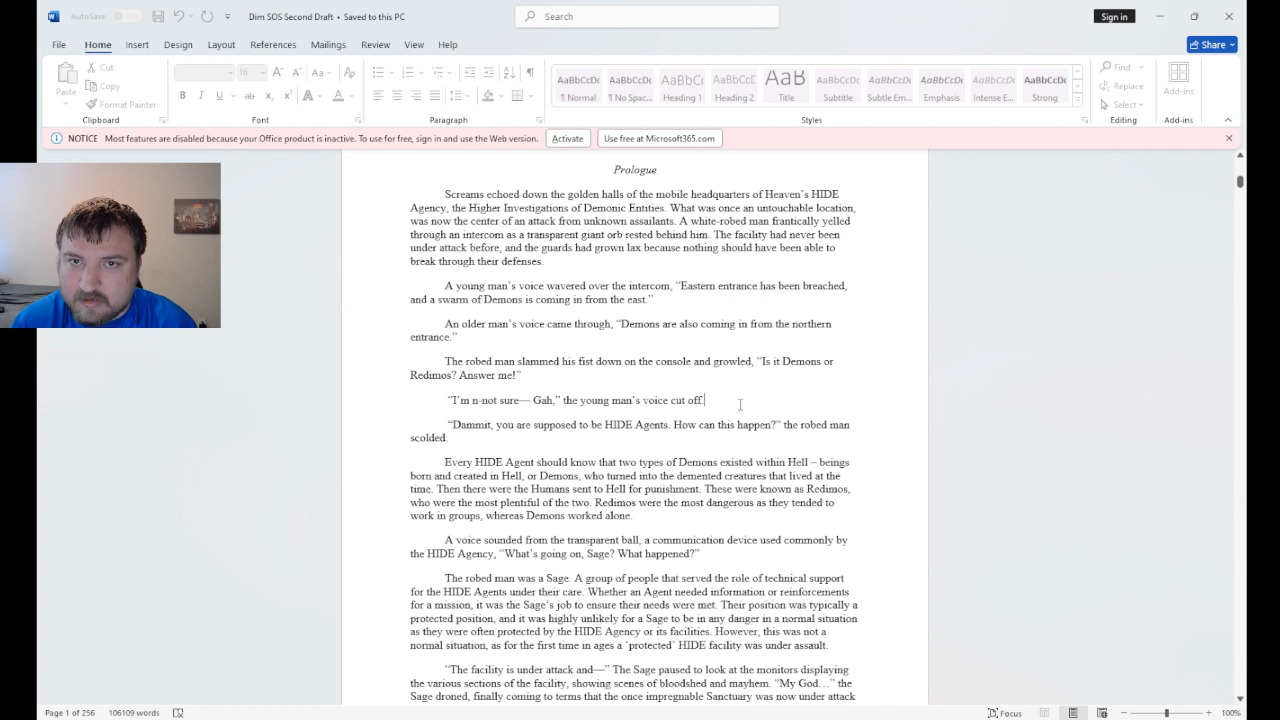 AutoSave Off Dim SOS Second Draft • Saved to this PC Search Sign in
File Home Insert Design Layout References Mailings Review View Help Share
Paste Cut Copy Format Painter
16 Aa
AaBbCcDc AaBbCcDc AaBbCc AaBbCcC AaB AaBbCcD AaBbCcDc AaBbCcDc AaBbCcDc AaBbCcDc
¶ Normal ¶ No Spac... Heading 1 Heading 2 Title Subtitle Subtle Em... Emphasis Intense E... Strong
Find Replace Select Add-ins
Clipboard Font Paragraph Styles Editing Add-ins
NOTICE Most features are disabled because your Office product is inactive. To use for free, sign in and use the Web version. Activate Use free at Microsoft365.com
Prologue
Screams echoed down the golden halls of the mobile headquarters of Heaven’s HIDE
Agency, the Higher Investigations of Demonic Entities. What was once an untouchable location,
was now the center of an attack from unknown assailants. A white-robed man frantically yelled
through an intercom as a transparent giant orb rested behind him. The facility had never been
under attack before, and the guards had grown lax because nothing should have been able to
break through their defenses.
A young man’s voice wavered over the intercom, “Eastern entrance has been breached,
and a swarm of Demons is coming in from the east.”
An older man’s voice came through, “Demons are also coming in from the northern
entrance.”
The robed man slammed his fist down on the console and growled, “Is it Demons or
Redimos? Answer me!”
“I’m n-not sure— Gah,” the young man’s voice cut off.
“Dammit, you are supposed to be HIDE Agents. How can this happen?” the robed man
scolded.
Every HIDE Agent should know that two types of Demons existed within Hell – beings
born and created in Hell, or Demons, who turned into the demented creatures that lived at the
time. Then there were the Humans sent to Hell for punishment. These were known as Redimos,
who were the most plentiful of the two. Redimos were the most dangerous as they tended to
work in groups, whereas Demons worked alone.
A voice sounded from the transparent ball, a communication device used commonly by
the HIDE Agency, “What’s going on, Sage? What happened?”
The robed man was a Sage. A group of people that served the role of technical support
for the HIDE Agents under their care. Whether an Agent needed information or reinforcements
for a mission, it was the Sage’s job to ensure their needs were met. Their position was typically a
protected position, and it was highly unlikely for a Sage to be in any danger in a normal situation
as they were often protected by the HIDE Agency or its facilities. However, this was not a
normal situation, as for the first time in ages a ‘protected’ HIDE facility was under assault.
“The facility is under attack and—” The Sage paused to look at the monitors displaying
the various sections of the facility, showing scenes of bloodshed and mayhem. “My God…” the
Sage droned, finally coming to terms that the once impregnable Sanctuary was now under attack
Page 1 of 256 106109 words Focus 100%